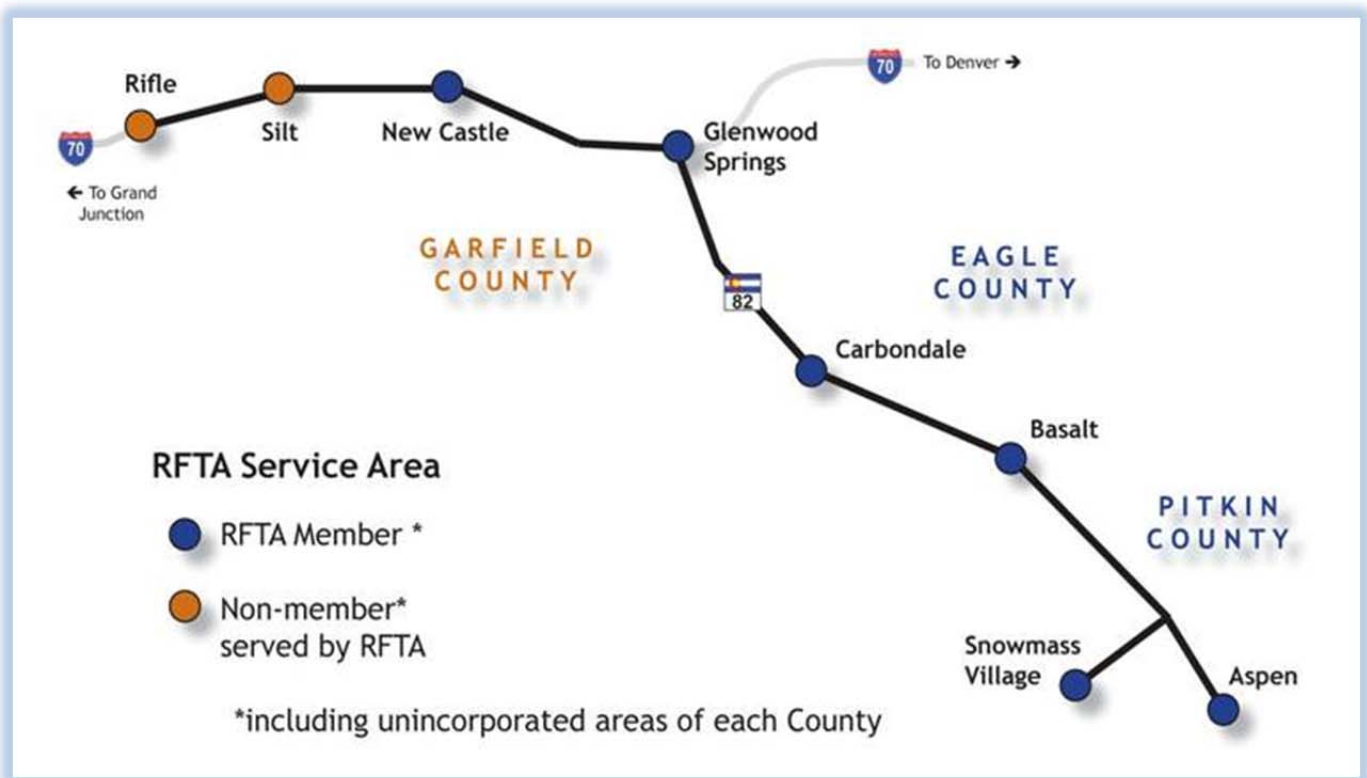 Rifle
Silt
New Castle
Glenwood
Springs
70
To Denver →
70
← To Grand
Junction
GARFIELD
COUNTY
EAGLE
COUNTY
82
Carbondale
Basalt
PITKIN
COUNTY
Snowmass
Village
Aspen
RFTA Service Area
RFTA Member *
Non-member*
served by RFTA
*including unincorporated areas of each County